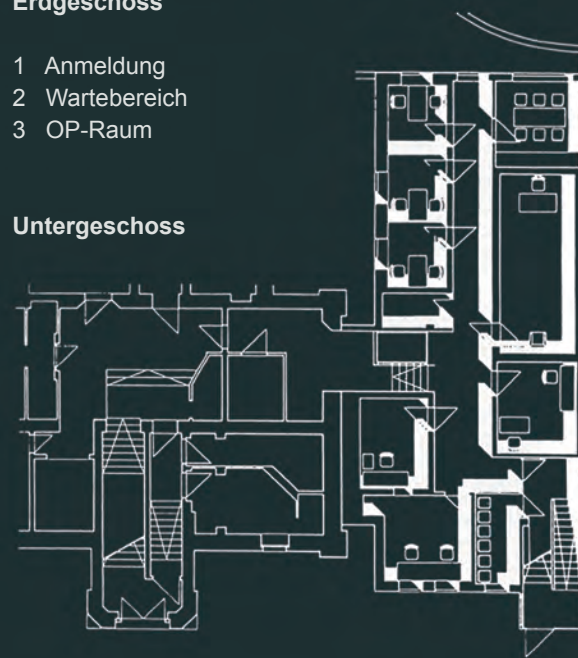 Erdgeschoss
1 Anmeldung
2 Wartebereich
3 OP-Raum
Untergeschoss